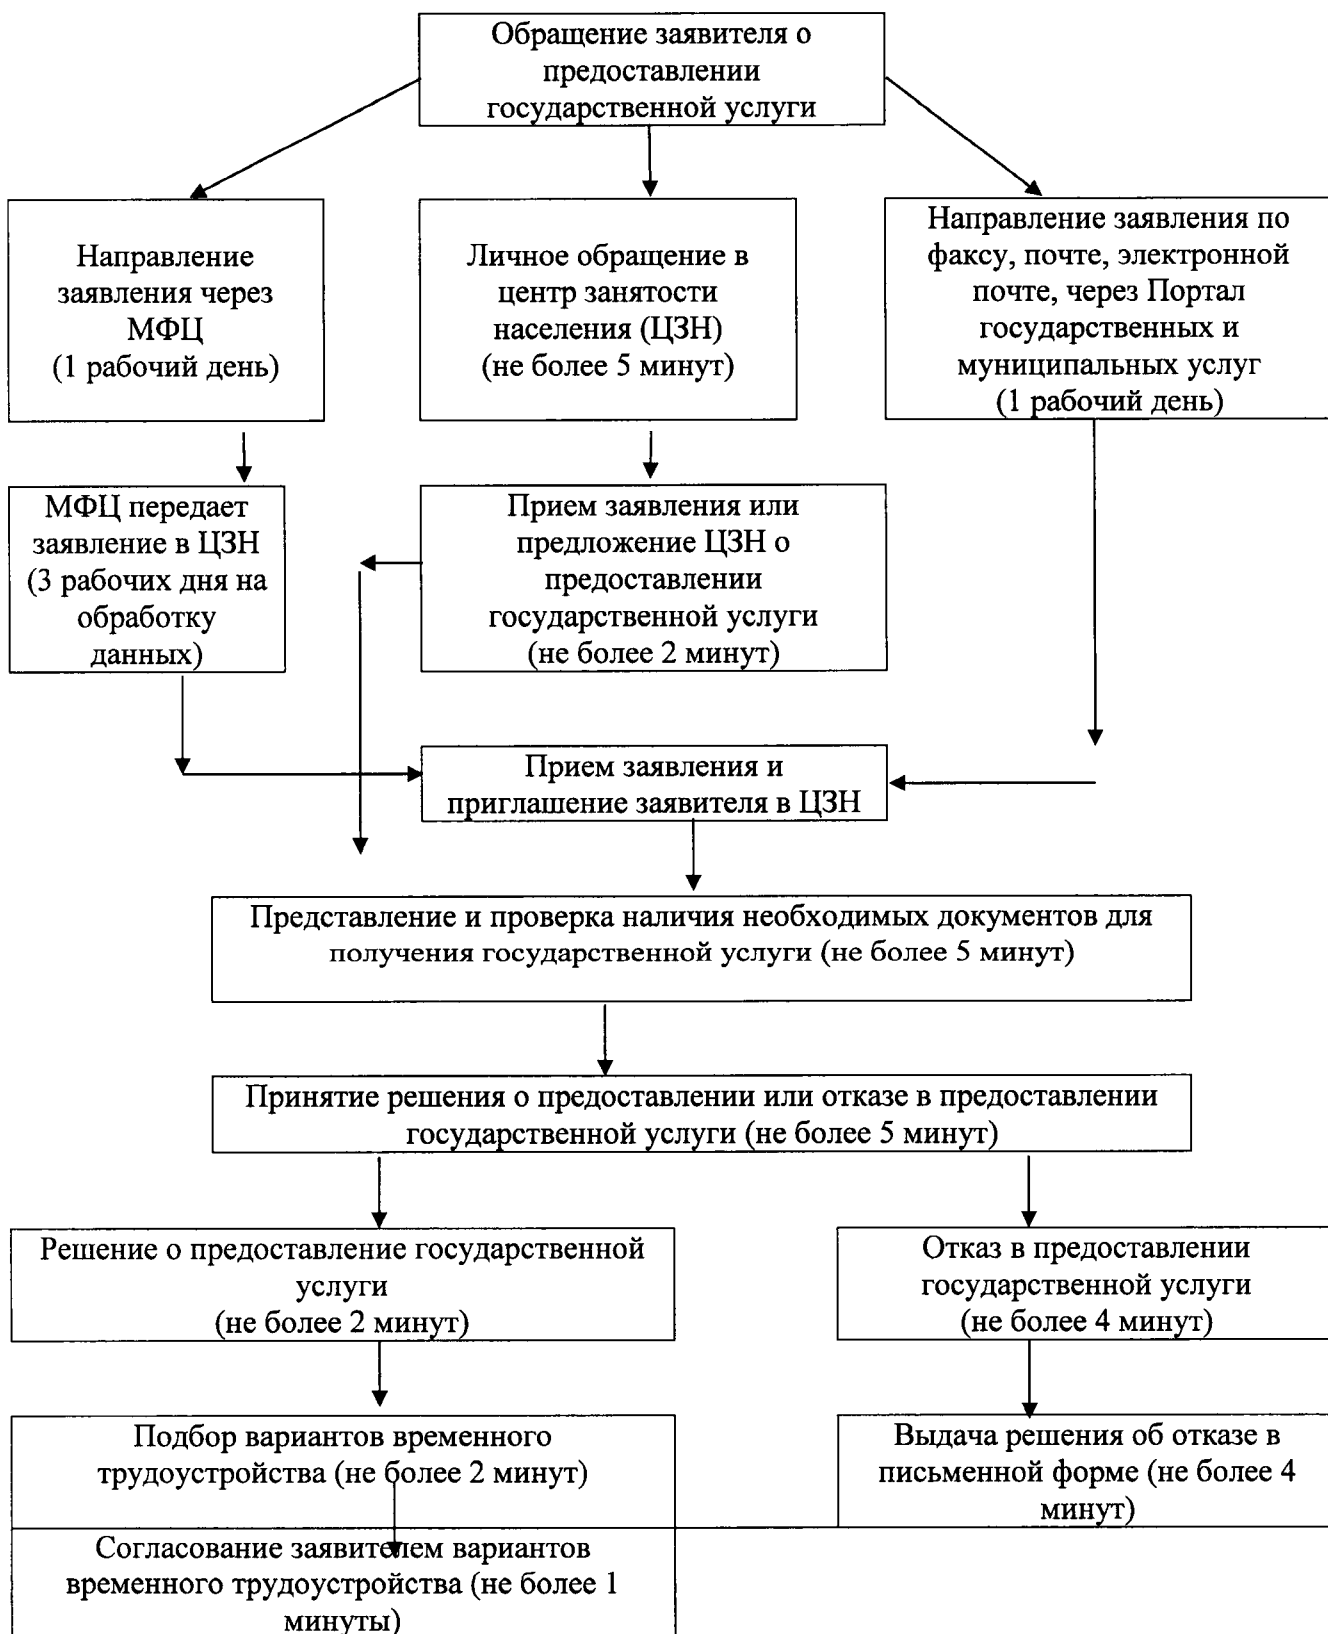 Обращение заявителя о
предоставлении
государственной услуги
Направление
заявления через
МФЦ
(1 рабочий день)
Личное обращение в
центр занятости
населения (ЦЗН)
(не более 5 минут)
Направление заявления по
факсу, почте, электронной
почте, через Портал
государственных и
муниципальных услуг
(1 рабочий день)
МФЦ передает
заявление в ЦЗН
(3 рабочих дня на
обработку
данных)
Прием заявления или
предложение ЦЗН о
предоставлении
государственной услуги
(не более 2 минут)
Прием заявления и
приглашение заявителя в ЦЗН
Представление и проверка наличия необходимых документов для
получения государственной услуги (не более 5 минут)
Принятие решения о предоставлении или отказе в предоставлении
государственной услуги (не более 5 минут)
Решение о предоставление государственной
услуги
(не более 2 минут)
Отказ в предоставлении
государственной услуги
(не более 4 минут)
Подбор вариантов временного
трудоустройства (не более 2 минут)
Выдача решения об отказе в
письменной форме (не более 4
минут)
Согласование заявителем вариантов
временного трудоустройства (не более 1
минуты)